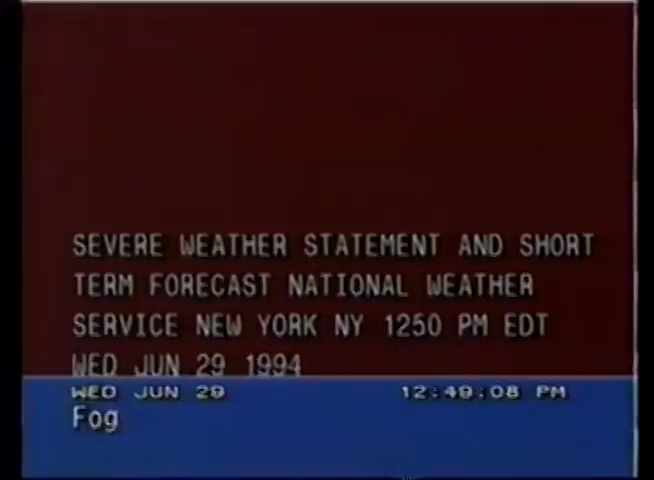 SEVERE WEATHER STATEMENT AND SHORT
TERM FORECAST NATIONAL WEATHER
SERVICE NEW YORK NY 1250 PM EDT
WED JUN 29 1994
WED JUN 29 12:49:08 PM
Fog